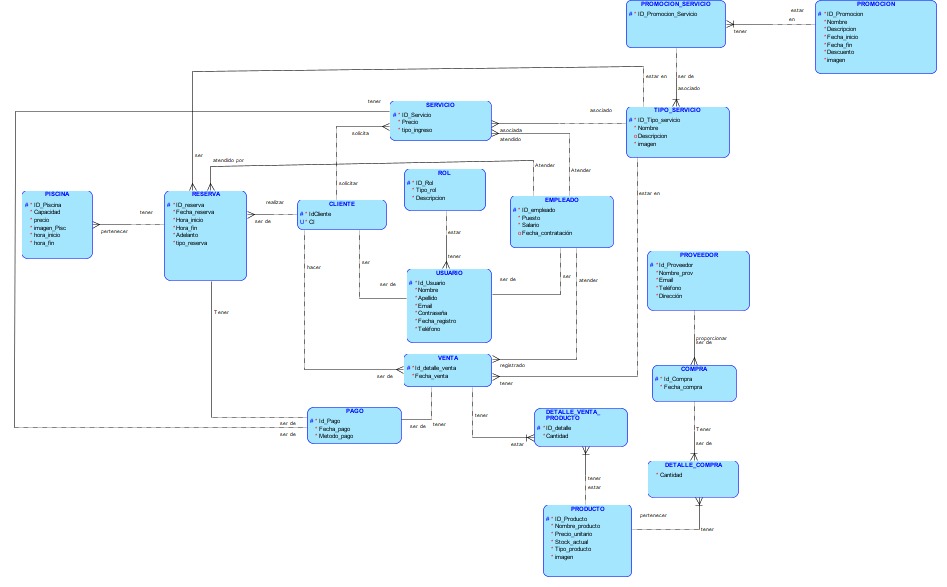 PROMOCION_SERVICIO
# * ID_Promocion_Servicio
PROMOCION
# * ID_Promocion
* Nombre
* Descripcion
* Fecha_inicio
* Fecha_fin
* Descuento
* imagen
estar
en
tener
estar en
ser de
asociado
TIPO_SERVICIO
# * ID_Tipo_servicio
* Nombre
o Descripcion
* imagen
tener
SERVICIO
# * ID_Servicio
* Precio
* tipo_ingreso
asociado
asociada
atendido
solicita
solicitar
ser
atendido por
Atender
Atender
ROL
# * ID_Rol
* Tipo_rol
* Descripcion
PISCINA
# * ID_Piscina
* Capacidad
* precio
* imagen_Pisc
* hora_inicio
* hora_fin
tener
pertenecer
RESERVA
# * ID_reserva
* Fecha_reserva
* Hora_inicio
* Hora_fin
* Adelanto
* tipo_reserva
realizar
ser de
CLIENTE
# * IdCliente
U * CI
EMPLEADO
# * ID_empleado
* Puesto
* Salario
o Fecha_contratación
estar en
estar
tener
hacer
ser
ser de
USUARIO
# * Id_Usuario
* Nombre
* Apellido
* Email
* Contraseña
* Fecha_registro
* Teléfono
ser de
ser
atender
PROVEEDOR
# * Id_Proveedor
* Nombre_prov
* Email
* Teléfono
* Dirección
Tener
proporcionar
ser de
VENTA
# * Id_detalle_venta
* Fecha_venta
registrado
tener
ser de
COMPRA
# * Id_Compra
* Fecha_compra
PAGO
# * Id_Pago
* Fecha_pago
* Metodo_pago
ser de
ser de
ser de
tener
tener
estar
DETALLE_VENTA_
PRODUCTO
# * ID_detalle
* Cantidad
Tener
ser de
DETALLE_COMPRA
* Cantidad
tener
estar
PRODUCTO
# * ID_Producto
* Nombre_producto
* Precio_unitario
* Stock_actual
* Tipo_producto
* imagen
pertenecer
tener